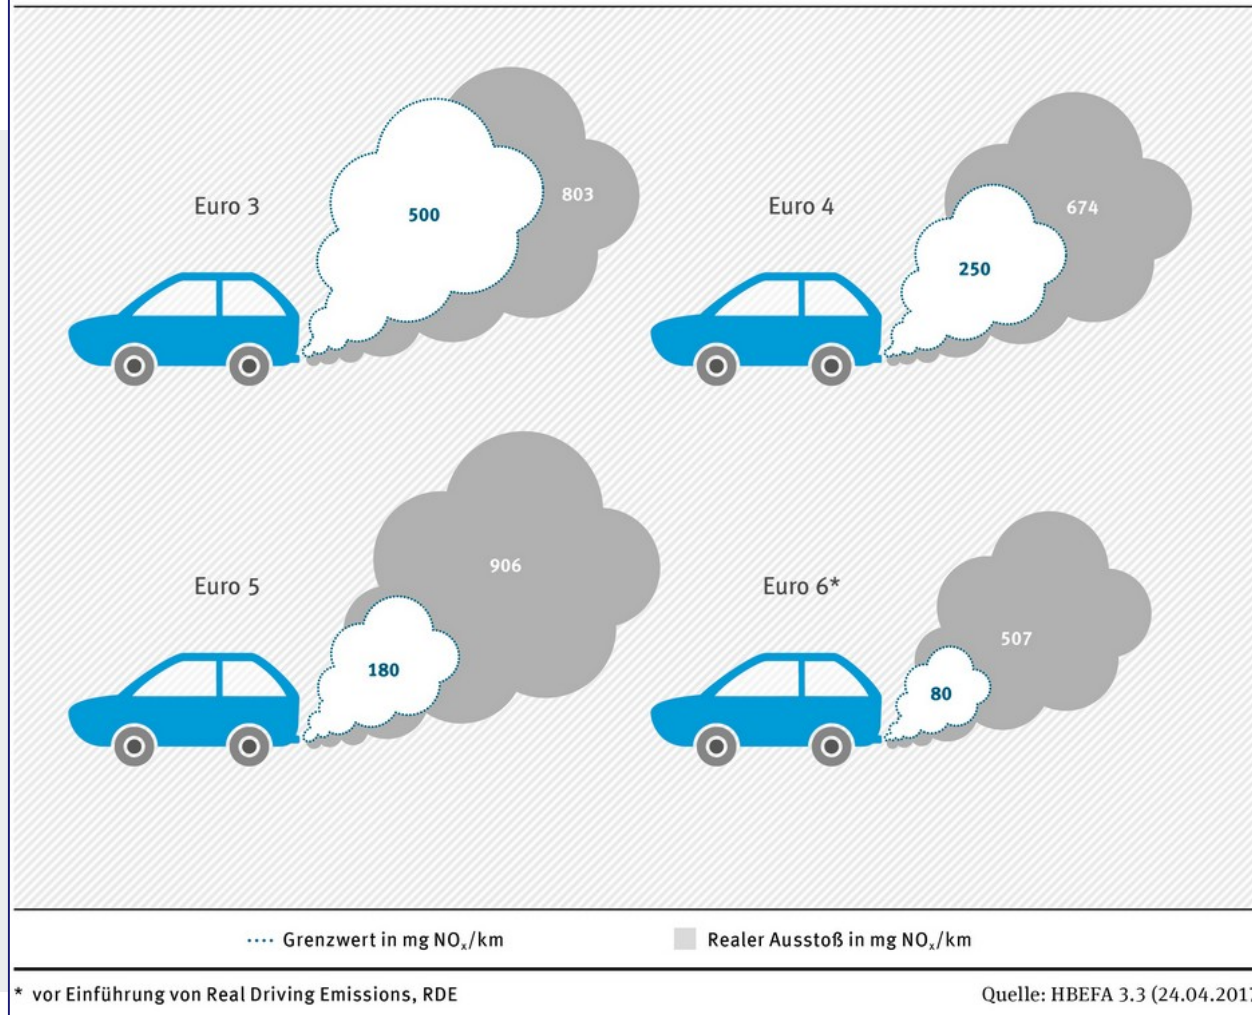 Euro 3
500
803
Euro 4
250
674
Euro 5
180
906
Euro 6*
80
507
Grenzwert in mg NOₓ/km
Realer Ausstoß in mg NOₓ/km
* vor Einführung von Real Driving Emissions, RDE
Quelle: HBEFA 3.3 (24.04.2017